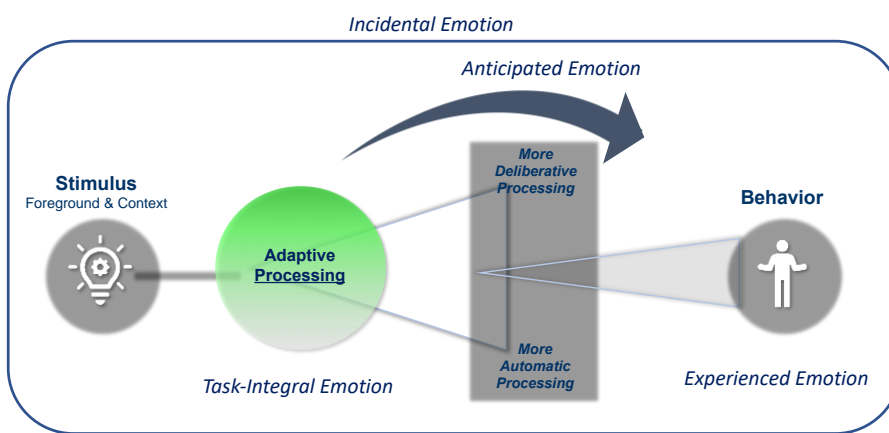 Incidental Emotion
Anticipated Emotion
Stimulus
Foreground & Context
Adaptive
Processing
More
Deliberative
Processing
More
Automatic
Processing
Behavior
Task-Integral Emotion
Experienced Emotion